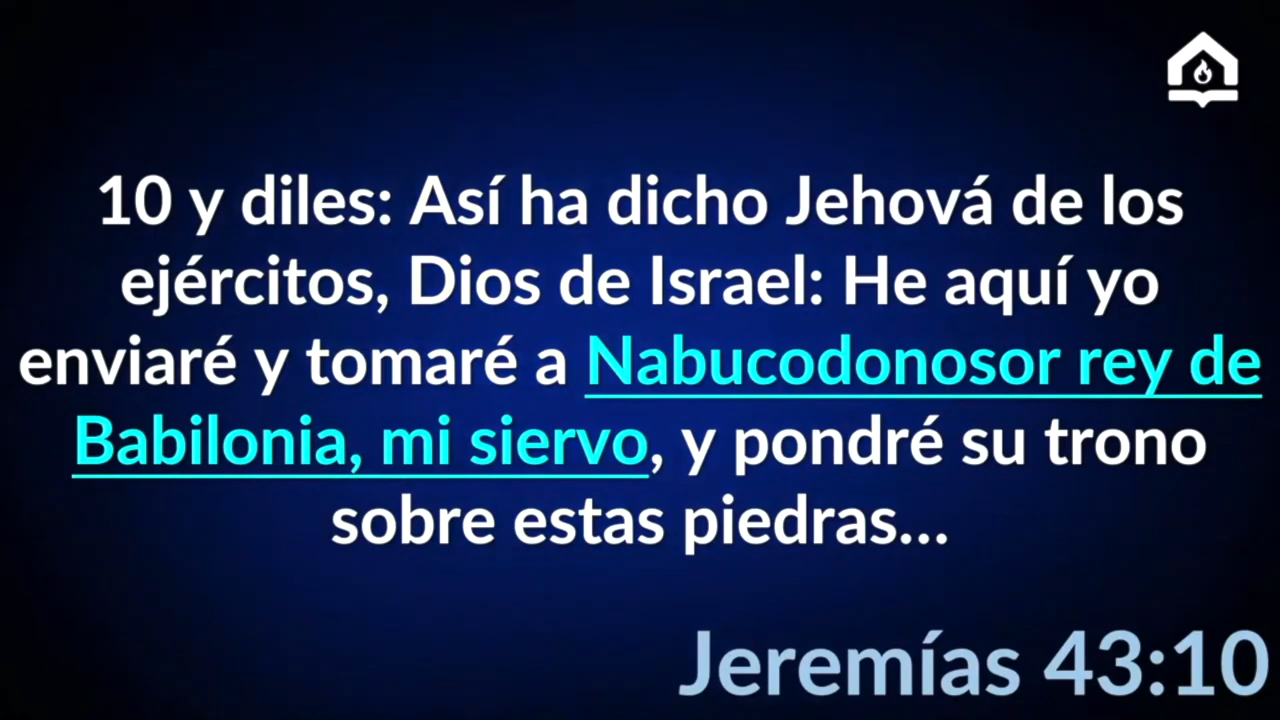 10 y diles: Así ha dicho Jehová de los
ejércitos, Dios de Israel: He aquí yo
enviaré y tomaré a Nabucodonosor rey de
Babilonia, mi siervo, y pondré su trono
sobre estas piedras...
Jeremías 43:10